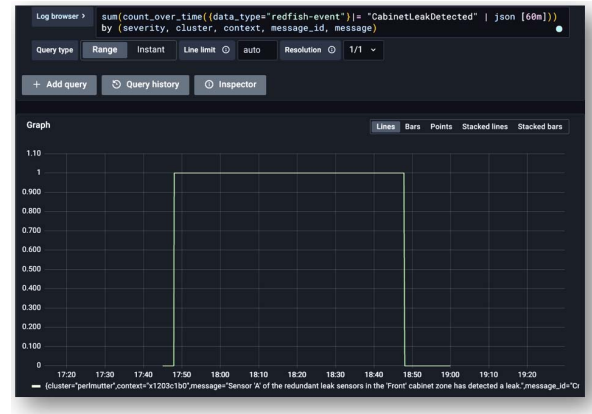 Log browser > sum(count_over_time({data_type="redfish-event"}|= "CabinetLeakDetected" | json [60m]))
by (severity, cluster, context, message_id, message)
Query type Range Instant Line limit auto Resolution 1/1
+ Add query Query history Inspector
Graph Lines Bars Points Stacked lines Stacked bars
1.10
1
0.900
0.800
0.700
0.600
0.500
0.400
0.300
0.200
0.100
0
17:20 17:30 17:40 17:50 18:00 18:10 18:20 18:30 18:40 18:50 19:00 19:10 19:20
{cluster="perlmutter",context="x1203c1b0",message="Sensor 'A' of the redundant leak sensors in the 'Front' cabinet zone has detected a leak.",message_id="Cr